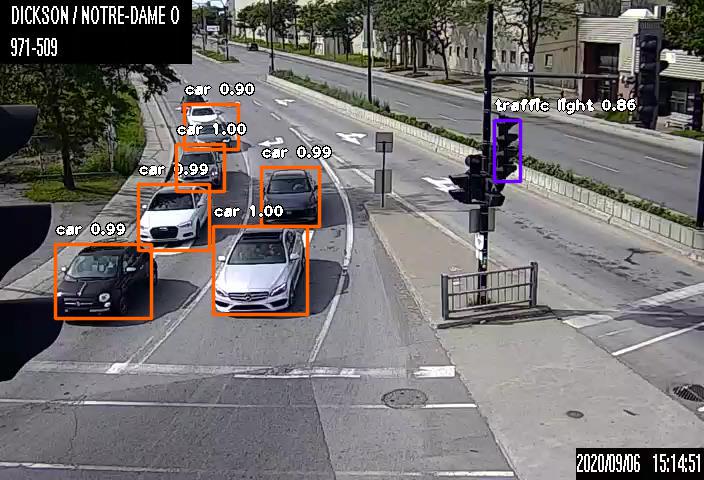 DICKSON / NOTRE-DAME O
971-509
car 0.90
traffic light 0.86
car 1.00
car 0.99
car 0.99
car 1.00
car 0.99
2020/09/06 15:14:51